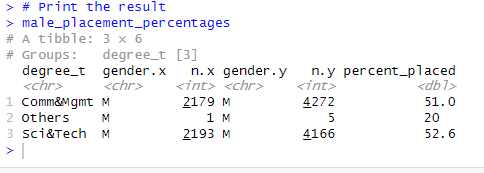 > # Print the result
> male_placement_percentages
# A tibble: 3 × 6
# Groups:   degree_t [3]
  degree_t gender.x   n.x gender.y   n.y percent_placed
  <chr>    <chr>    <int> <chr>    <int>          <dbl>
1 Comm&Mgmt M         2179 M         4272           51.0
2 Others   M            1 M            5           20
3 Sci&Tech M         2193 M         4166           52.6
>